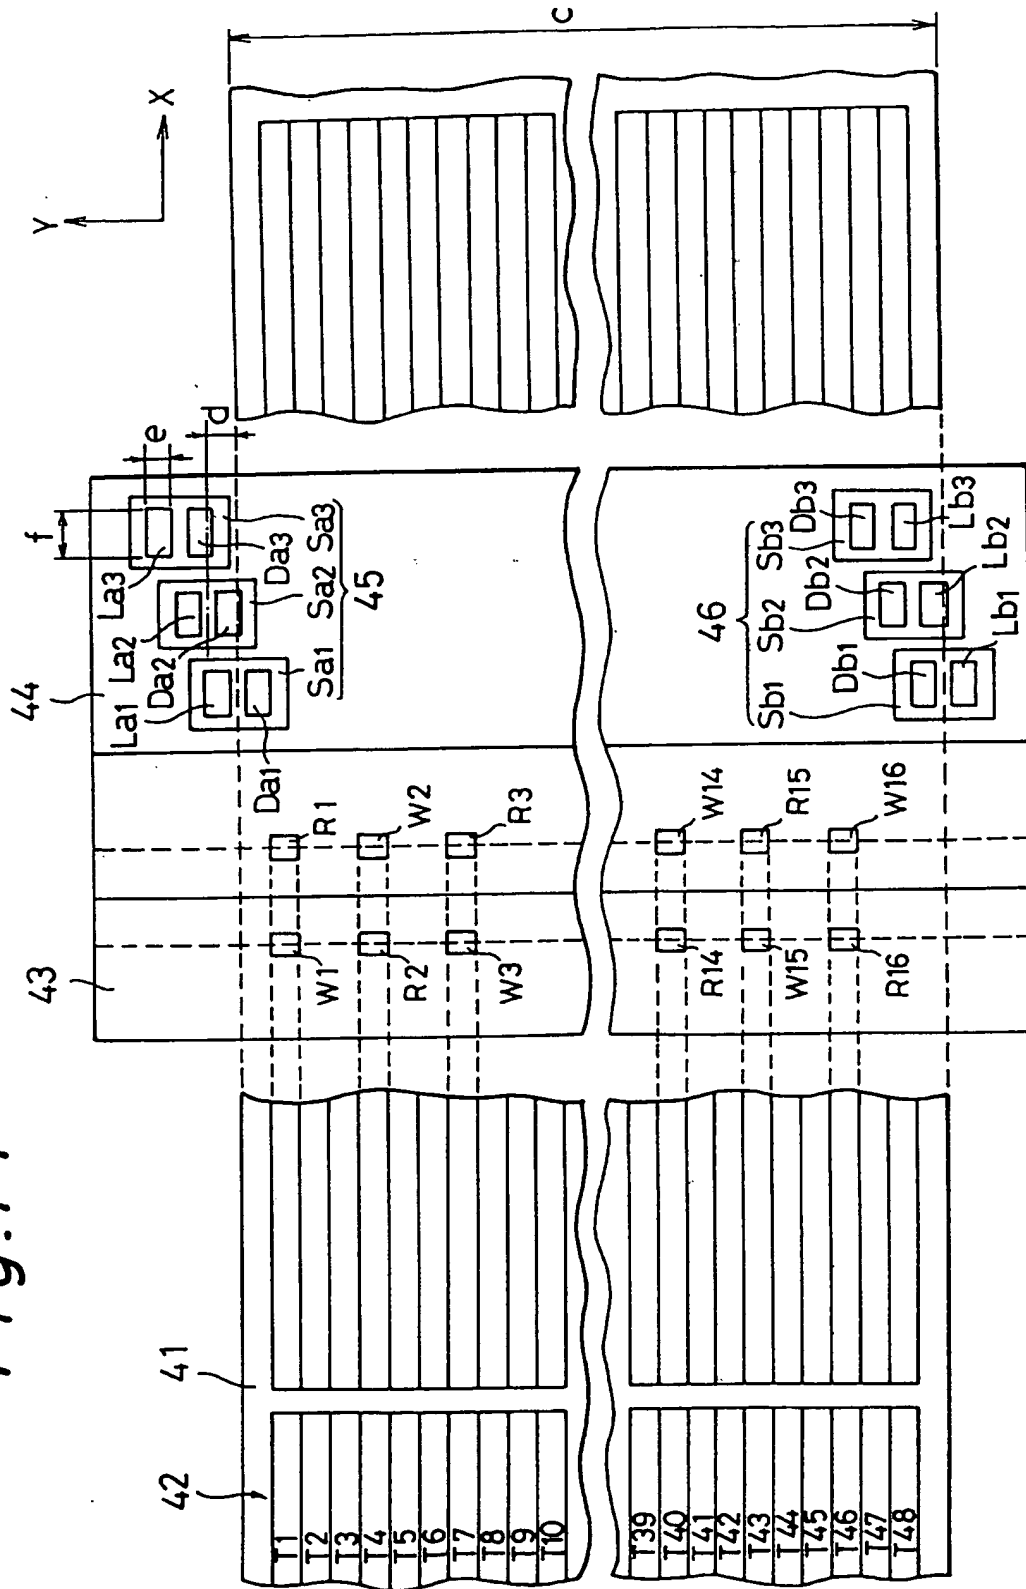 Fig. 11
C
Y
X
44
43
La1
La2
La3
f
e
d
Da1
Da2
Da3
Sa1
Sa2
Sa3
45
W1
R1
R2
W2
W3
R3
46
Sb1
Sb2
Sb3
Db1
Db2
Db3
Lb1
Lb2
Lb3
R14
W14
W15
R15
R16
W16
41
42
T1
T2
T3
T4
T5
T6
T7
T8
T9
T10
T39
T40
T41
T42
T43
T44
T45
T46
T47
T48